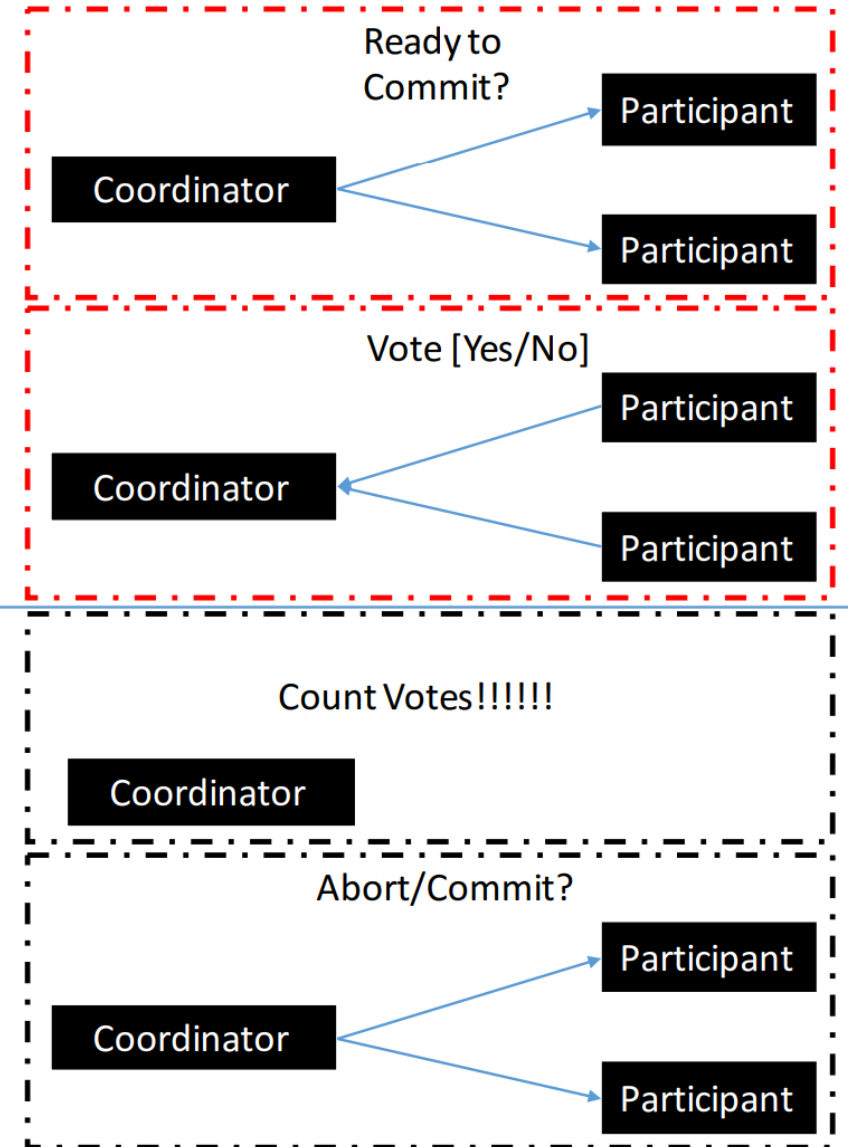 Ready to
Commit?
Participant
Coordinator
Participant
Vote [Yes/No]
Participant
Coordinator
Participant
Count Votes!!!!!!
Coordinator
Abort/Commit?
Participant
Coordinator
Participant